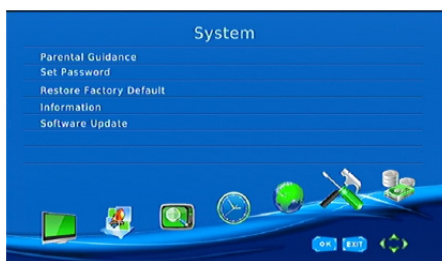 System
Parental Guidance
Set Password
Restore Factory Default
Information
Software Update
OK EXIT